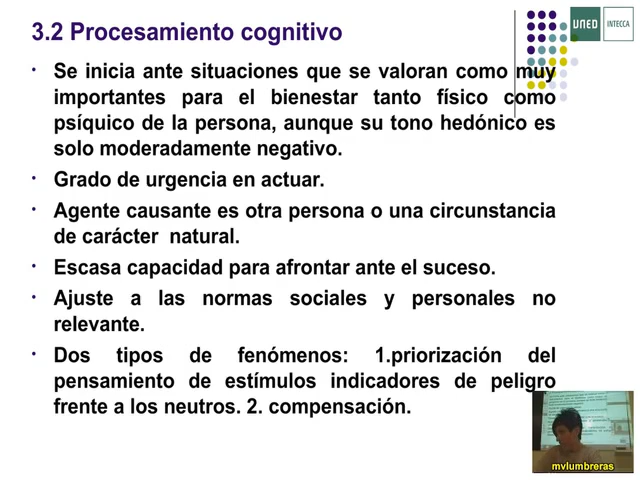 3.2 Procesamiento cognitivo
UNED INTECCA
• Se inicia ante situaciones que se valoran como muy
importantes para el bienestar tanto físico como
psíquico de la persona, aunque su tono hedónico es
solo moderadamente negativo.
• Grado de urgencia en actuar.
• Agente causante es otra persona o una circunstancia
de carácter natural.
• Escasa capacidad para afrontar ante el suceso.
• Ajuste a las normas sociales y personales no
relevante.
• Dos tipos de fenómenos: 1.priorización del
pensamiento de estímulos indicadores de peligro
frente a los neutros. 2. compensación.
mvlumbreras